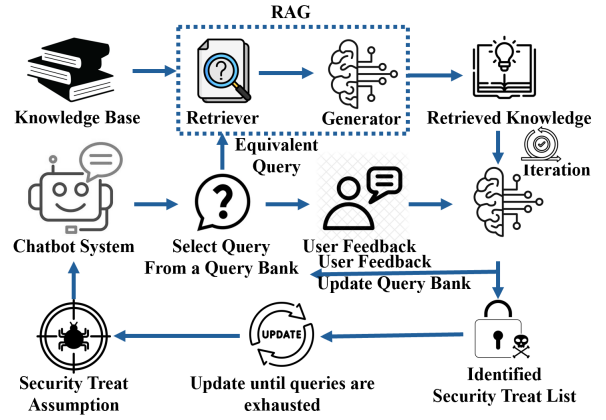 RAG
Knowledge Base
Retriever
Generator
Retrieved Knowledge
Equivalent
Query
Iteration
Chatbot System
Select Query
From a Query Bank
User Feedback
User Feedback
Update Query Bank
UPDATE
Security Treat
Assumption
Update until queries are
exhausted
Identified
Security Treat List